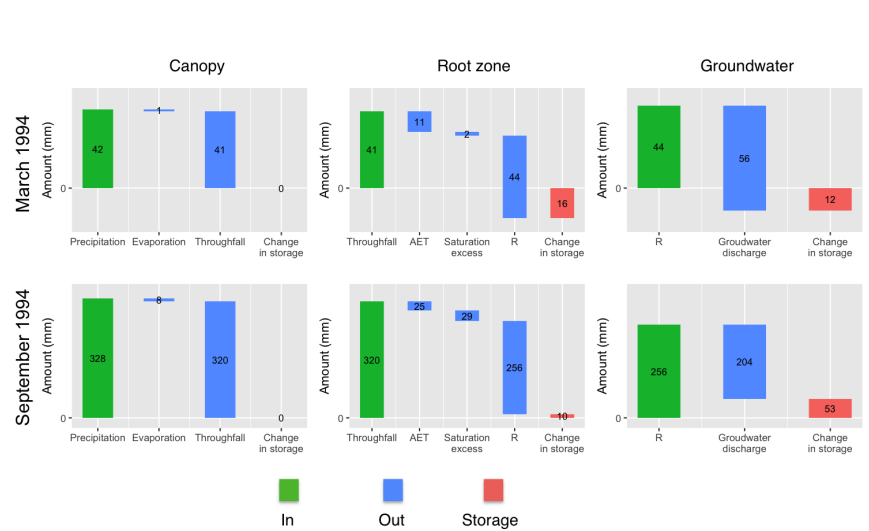 Canopy
Root zone
Groundwater
March 1994
Amount (mm)
0
42
1
41
0
Precipitation
Evaporation
Throughfall
Change
in storage
Amount (mm)
0
41
11
2
44
16
Throughfall
AET
Saturation
excess
R
Change
in storage
Amount (mm)
0
44
56
12
R
Groudwater
discharge
Change
in storage
September 1994
Amount (mm)
0
328
8
320
0
Precipitation
Evaporation
Throughfall
Change
in storage
Amount (mm)
0
320
25
29
256
10
Throughfall
AET
Saturation
excess
R
Change
in storage
Amount (mm)
0
256
204
53
R
Groudwater
discharge
Change
in storage
In
Out
Storage